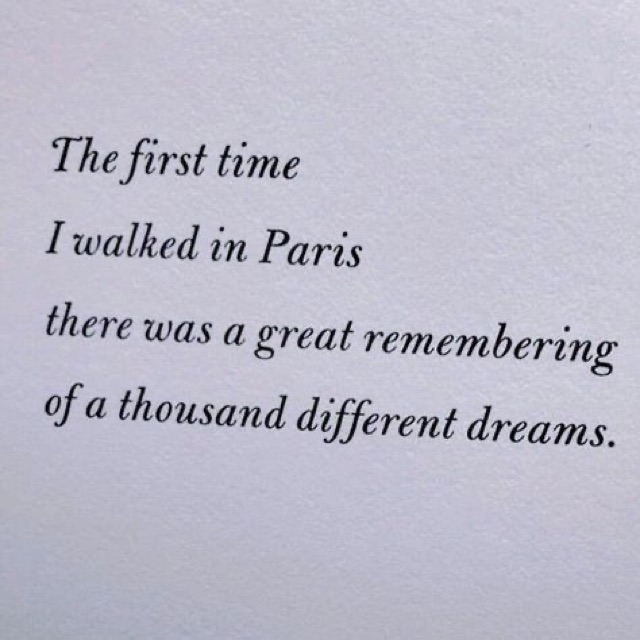 The first time
I walked in Paris
there was a great remembering
of a thousand different dreams.